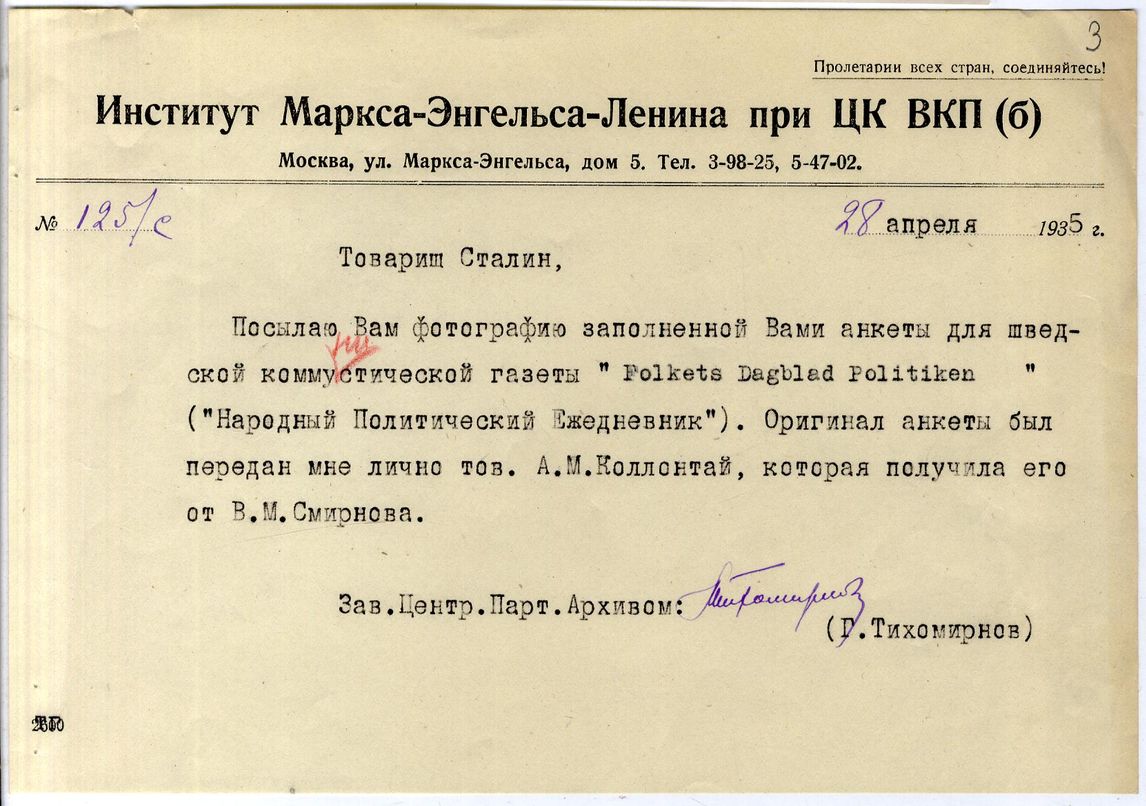 3
Пролетарии всех стран, соединяйтесь!
Институт Маркса-Энгельса-Ленина при ЦК ВКП (б)
Москва, ул. Маркса-Энгельса, дом 5. Тел. 3-98-25, 5-47-02.
№ 125/с 28 апреля 1935 г.
Товарищ Сталин,
Посылаю Вам фотографию заполненной Вами анкеты для швед-
ни
ской коммустической газеты " Folkets Dagblad Politiken "
("Народный Политический Ежедневник"). Оригинал анкеты был
передан мне лично тов. А.М.Коллонтай, которая получила его
от В.М.Смирнова.
Зав.Центр.Парт.Архивом: Тихомирнов
(Г.Тихомирнов)